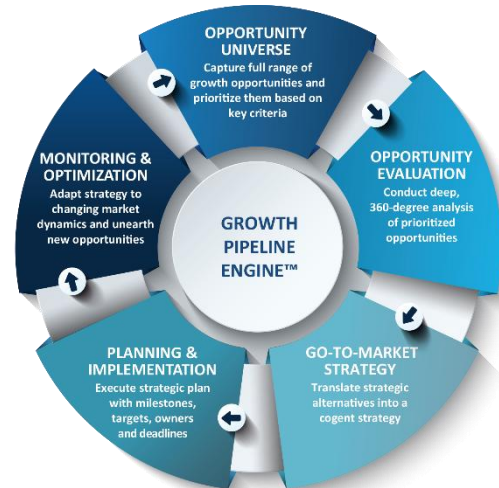 OPPORTUNITY
UNIVERSE
Capture full range of
growth opportunities and
prioritize them based on
key criteria
OPPORTUNITY
EVALUATION
Conduct deep,
360-degree analysis
of prioritized
opportunities
GO-TO-MARKET
STRATEGY
Translate strategic
alternatives into a
cogent strategy
PLANNING &
IMPLEMENTATION
Execute strategic plan
with milestones,
targets, owners
and deadlines
MONITORING &
OPTIMIZATION
Adapt strategy to
changing market
dynamics and unearth
new opportunities
GROWTH
PIPELINE
ENGINE™